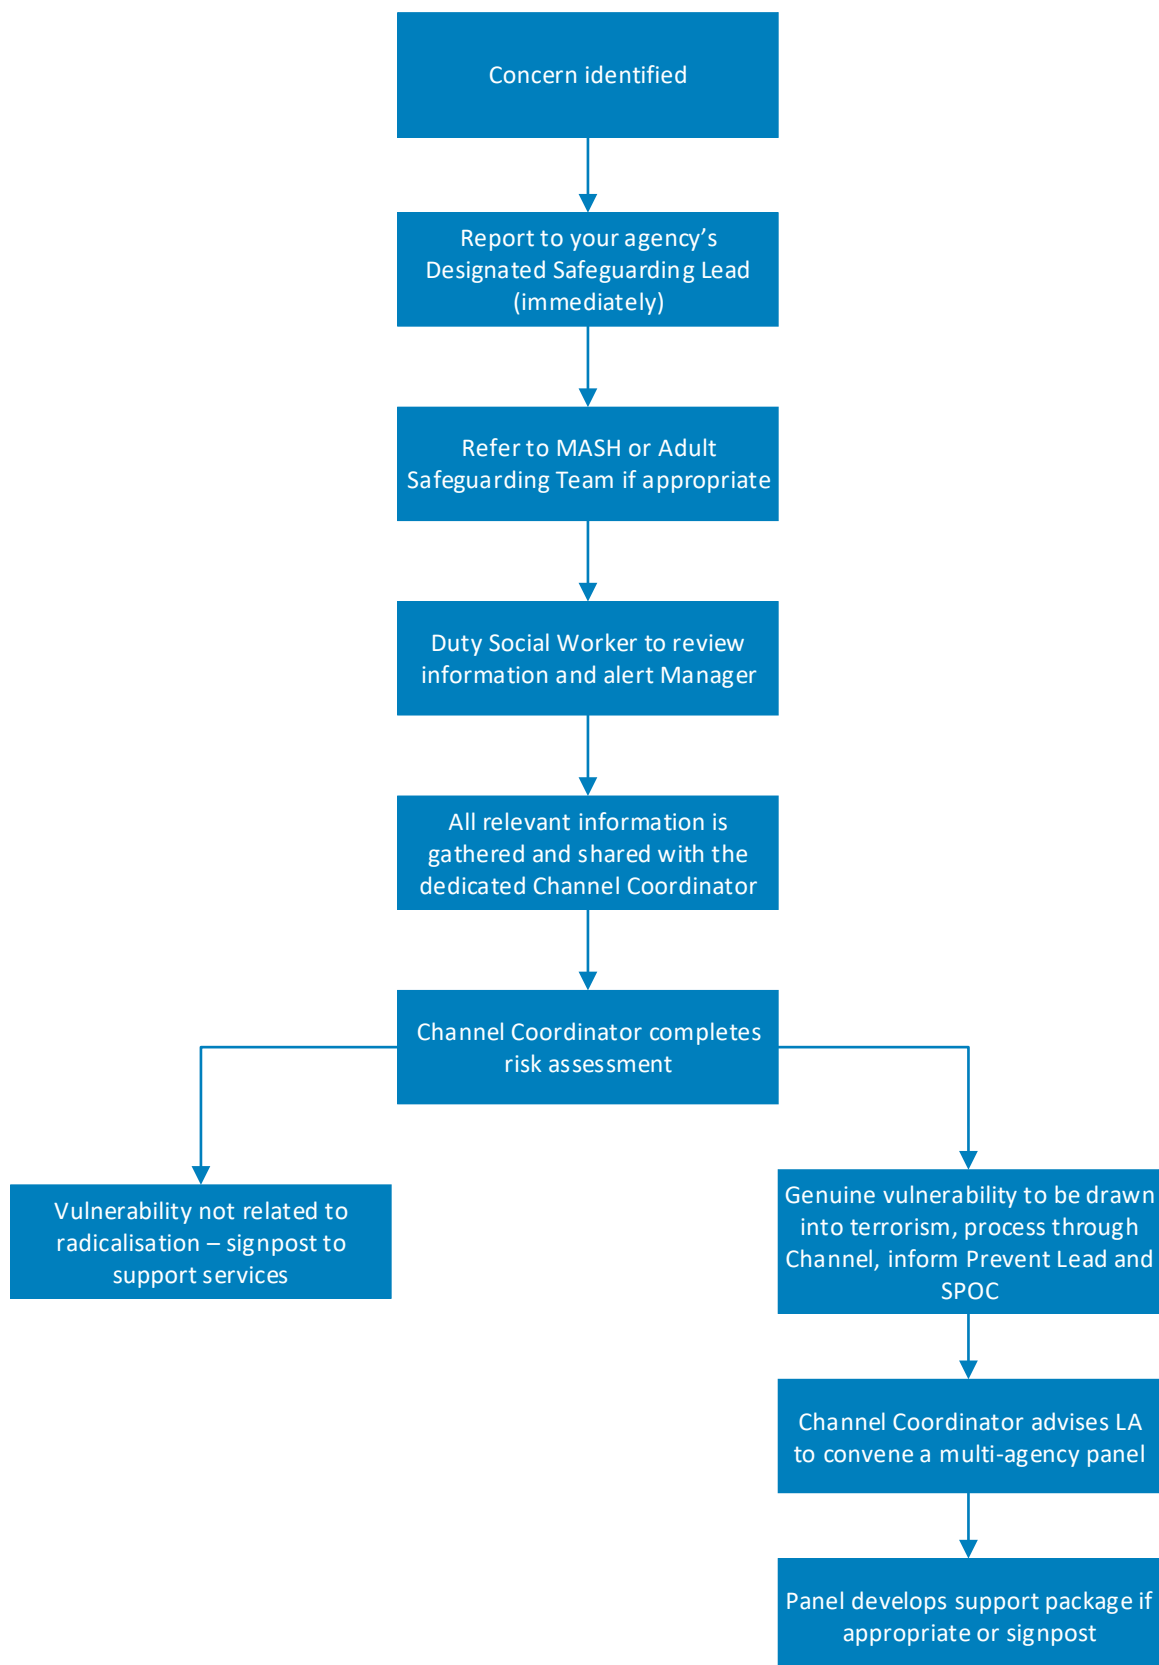 Concern identified
Report to your agency’s
Designated Safeguarding Lead
(immediately)
Refer to MASH or Adult
Safeguarding Team if appropriate
Duty Social Worker to review
information and alert Manager
All relevant information is
gathered and shared with the
dedicated Channel Coordinator
Channel Coordinator completes
risk assessment
Vulnerability not related to
radicalisation – signpost to
support services
Genuine vulnerability to be drawn
into terrorism, process through
Channel, inform Prevent Lead and
SPOC
Channel Coordinator advises LA
to convene a multi-agency panel
Panel develops support package if
appropriate or signpost